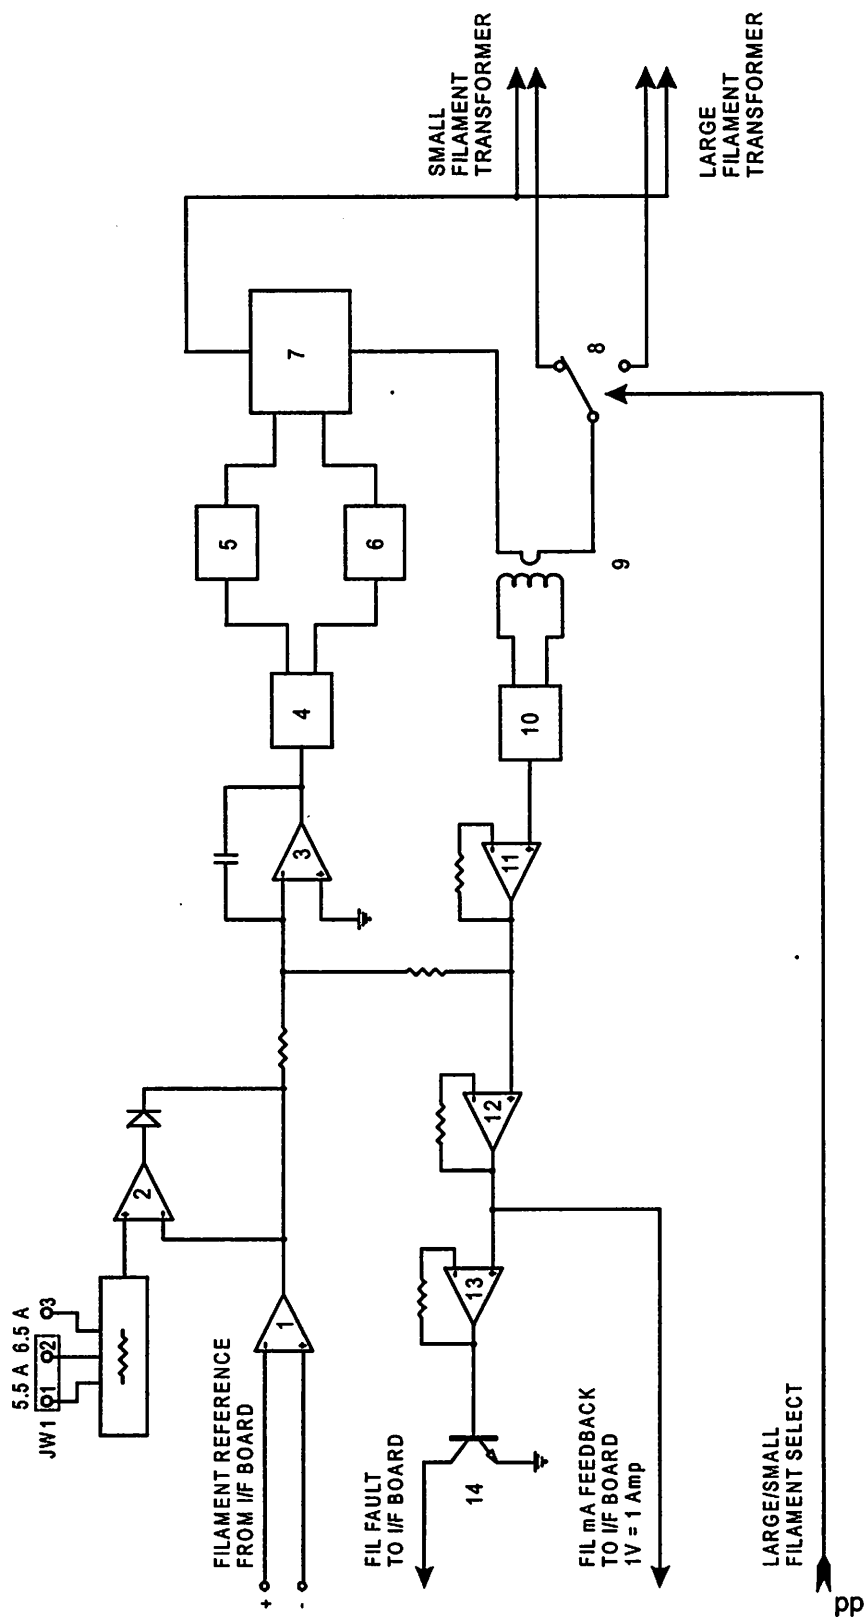 SMALL
FILAMENT
TRANSFORMER
LARGE
FILAMENT
TRANSFORMER
7
8
5
6
9
4
10
3
11
2
12
1
13
14
5.5 A 6.5 A
JW1
1 2 3
FILAMENT REFERENCE
FROM I/F BOARD
+
-
FIL FAULT
TO I/F BOARD
FIL mA FEEDBACK
TO I/F BOARD
1V = 1 Amp
LARGE/SMALL
FILAMENT SELECT
pp